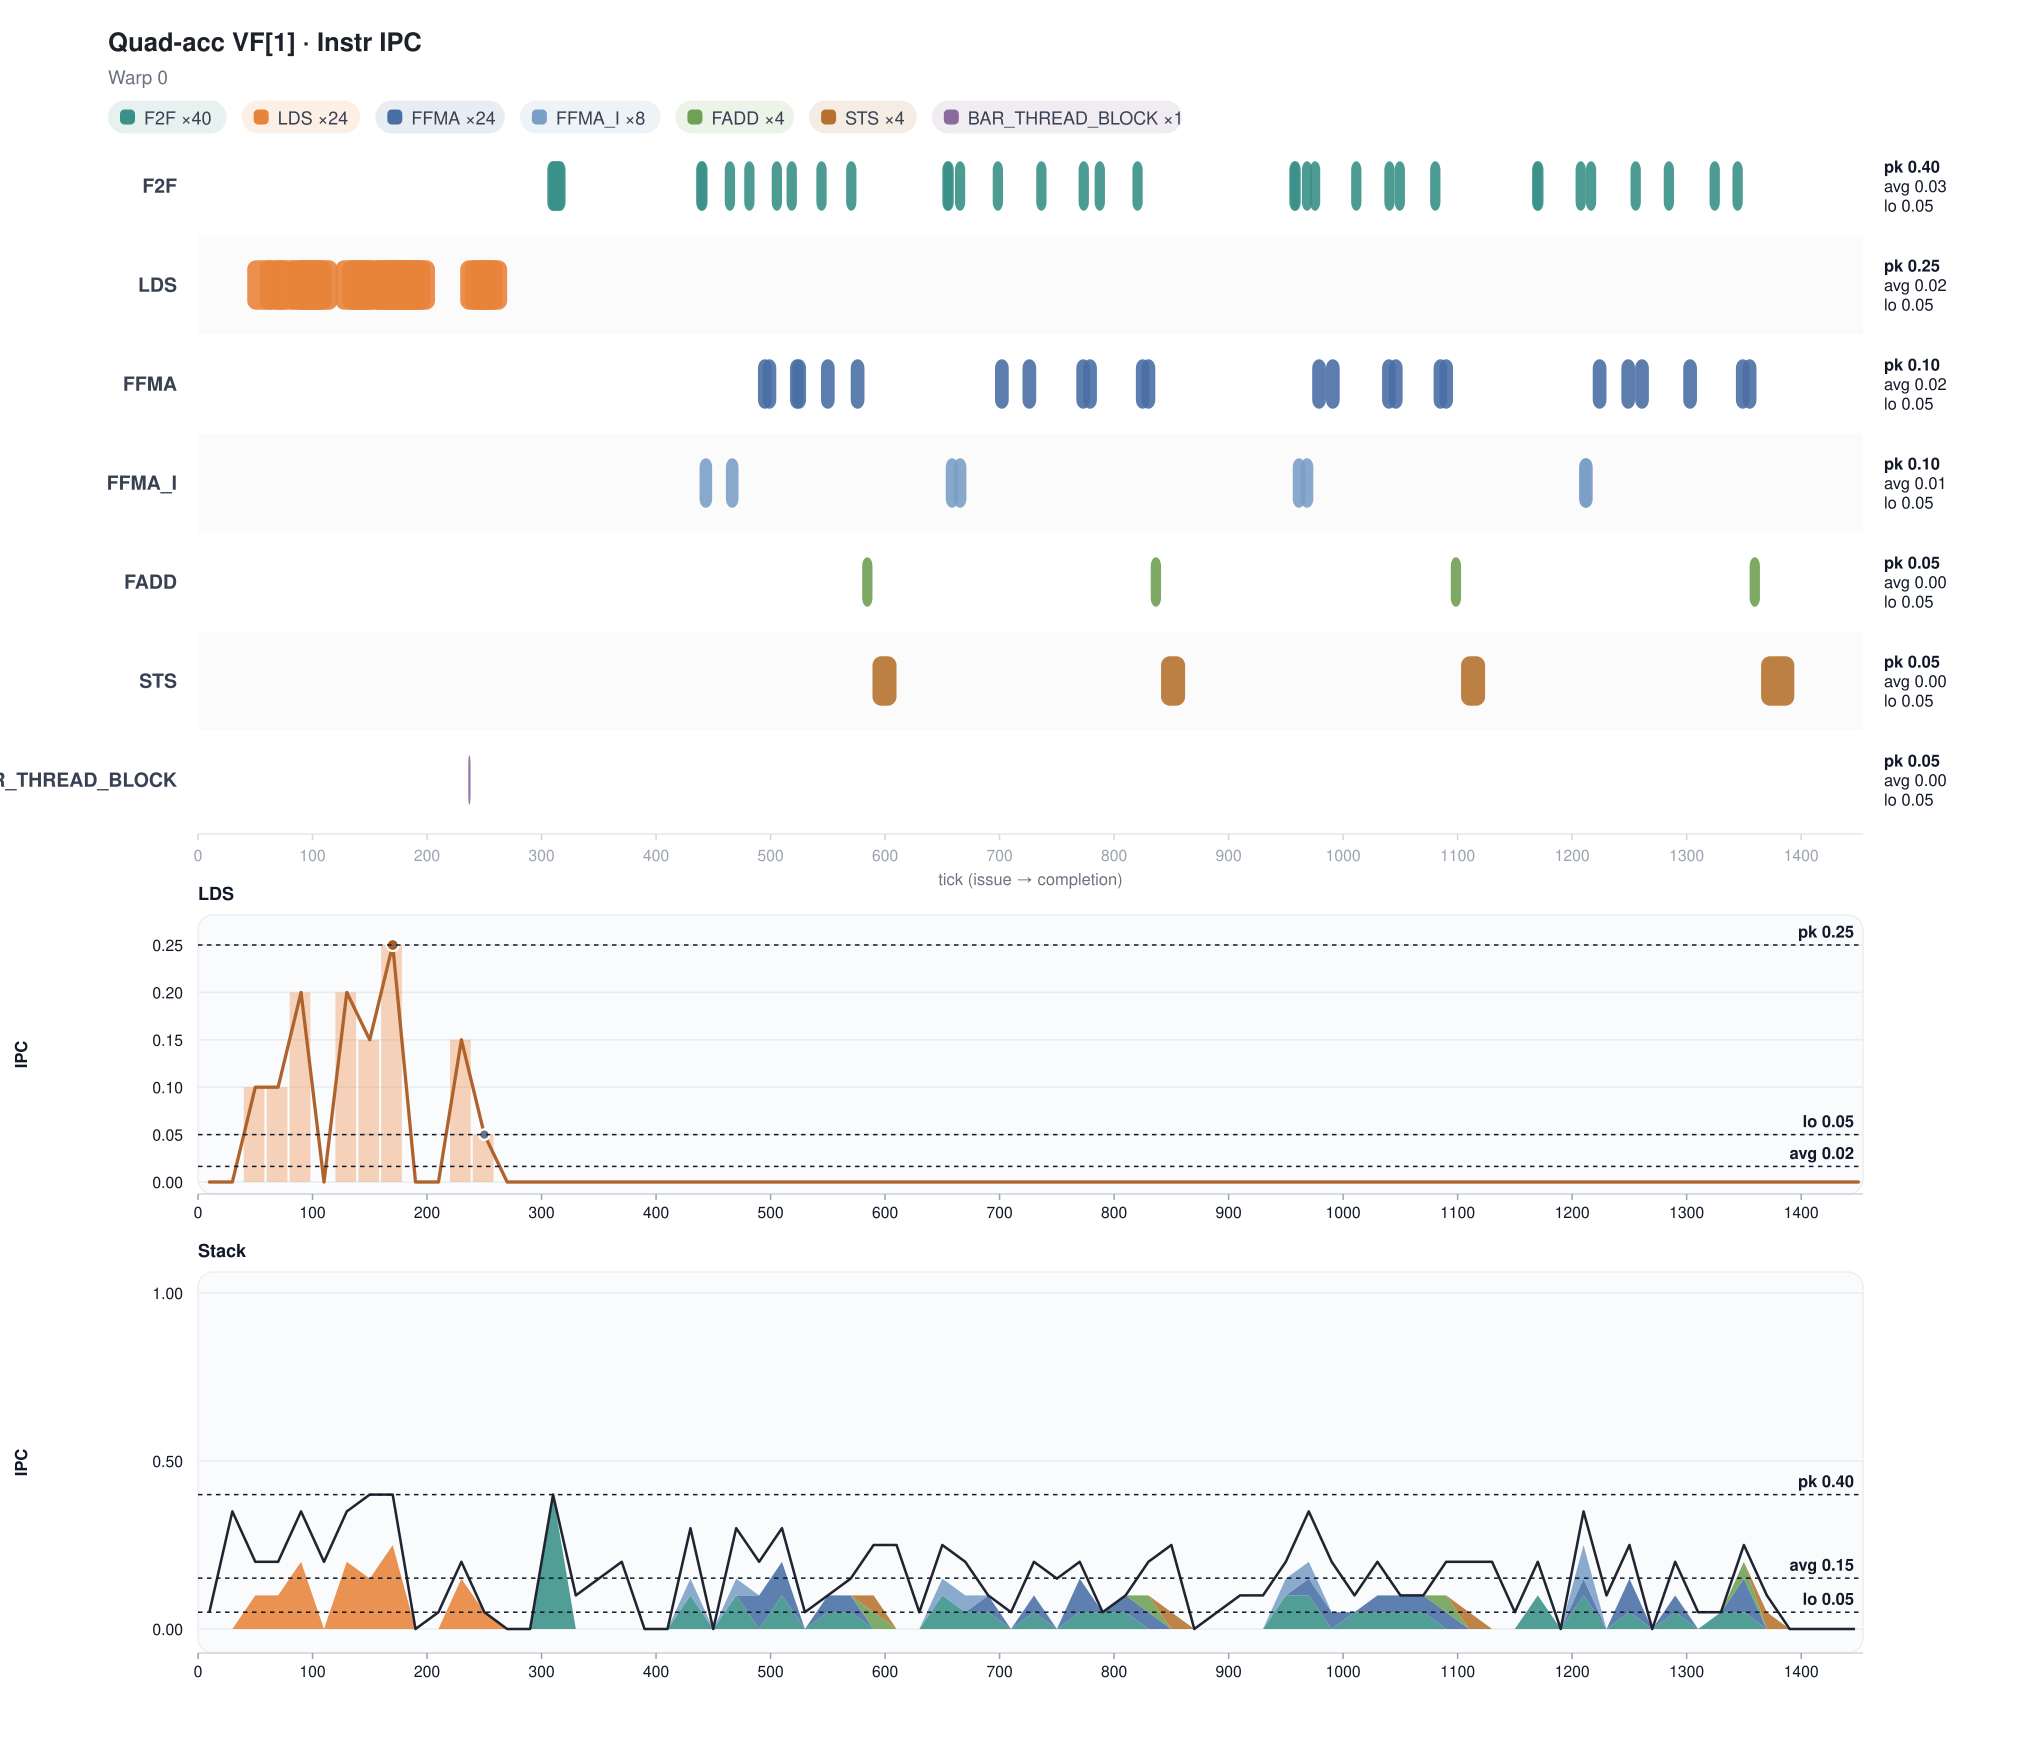 Quad-acc VF[1] · Instr IPC
Warp 0
F2F ×40 LDS ×24 FFMA ×24 FFMA_I ×8 FADD ×4 STS ×4 BAR_THREAD_BLOCK ×1
F2F
pk 0.40
avg 0.03
lo 0.05
LDS
pk 0.25
avg 0.02
lo 0.05
FFMA
pk 0.10
avg 0.02
lo 0.05
FFMA_I
pk 0.10
avg 0.01
lo 0.05
FADD
pk 0.05
avg 0.00
lo 0.05
STS
pk 0.05
avg 0.00
lo 0.05
R_THREAD_BLOCK
pk 0.05
avg 0.00
lo 0.05
0 100 200 300 400 500 600 700 800 900 1000 1100 1200 1300 1400
tick (issue → completion)
LDS
IPC
0.25
0.20
0.15
0.10
0.05
0.00
pk 0.25
lo 0.05
avg 0.02
0 100 200 300 400 500 600 700 800 900 1000 1100 1200 1300 1400
Stack
IPC
1.00
0.50
0.00
pk 0.40
avg 0.15
lo 0.05
0 100 200 300 400 500 600 700 800 900 1000 1100 1200 1300 1400